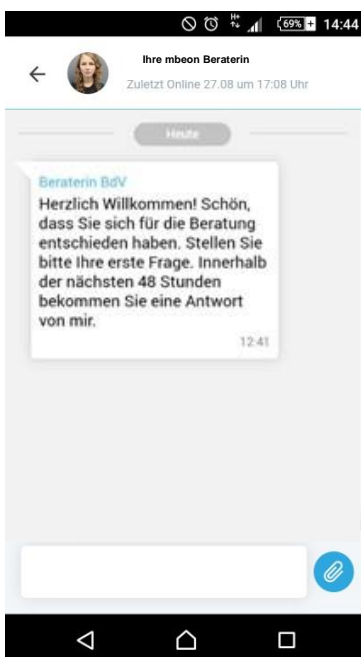 H+ 69% 14:44
Ihre mbeon Beraterin
Zuletzt Online 27.08 um 17:08 Uhr
Heute
Beraterin BdV
Herzlich Willkommen! Schön,
dass Sie sich für die Beratung
entschieden haben. Stellen Sie
bitte Ihre erste Frage. Innerhalb
der nächsten 48 Stunden
bekommen Sie eine Antwort
von mir.
12:41